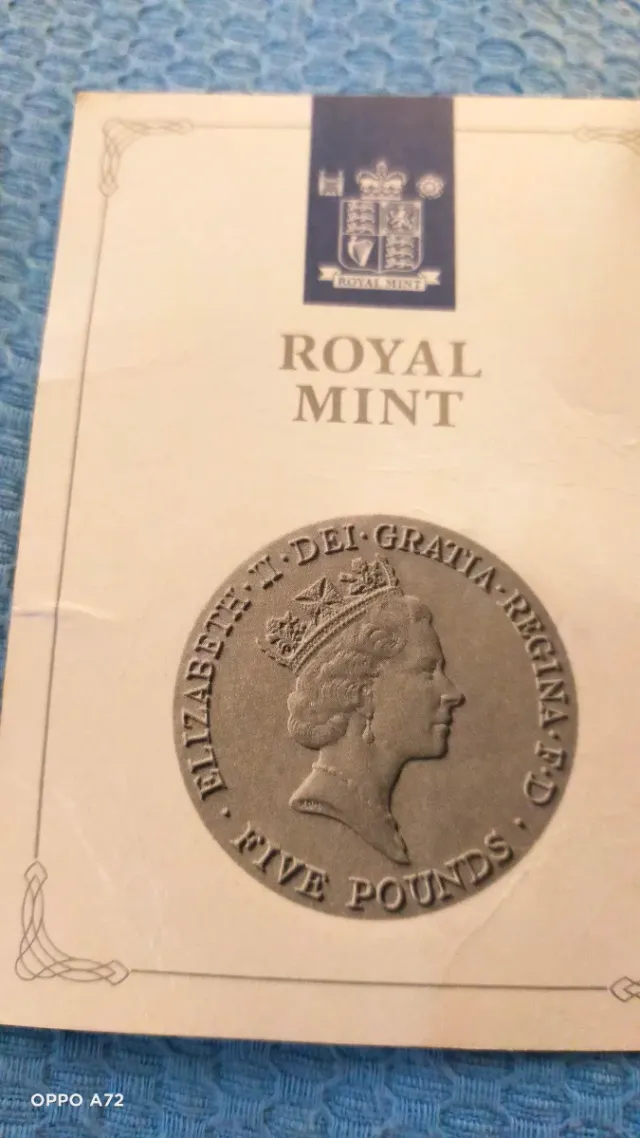 ROYAL MINT
ROYAL
MINT
ELIZABETH · II · DEI · GRATIA · REGINA · F · D ·
FIVE POUNDS ·
OPPO A72